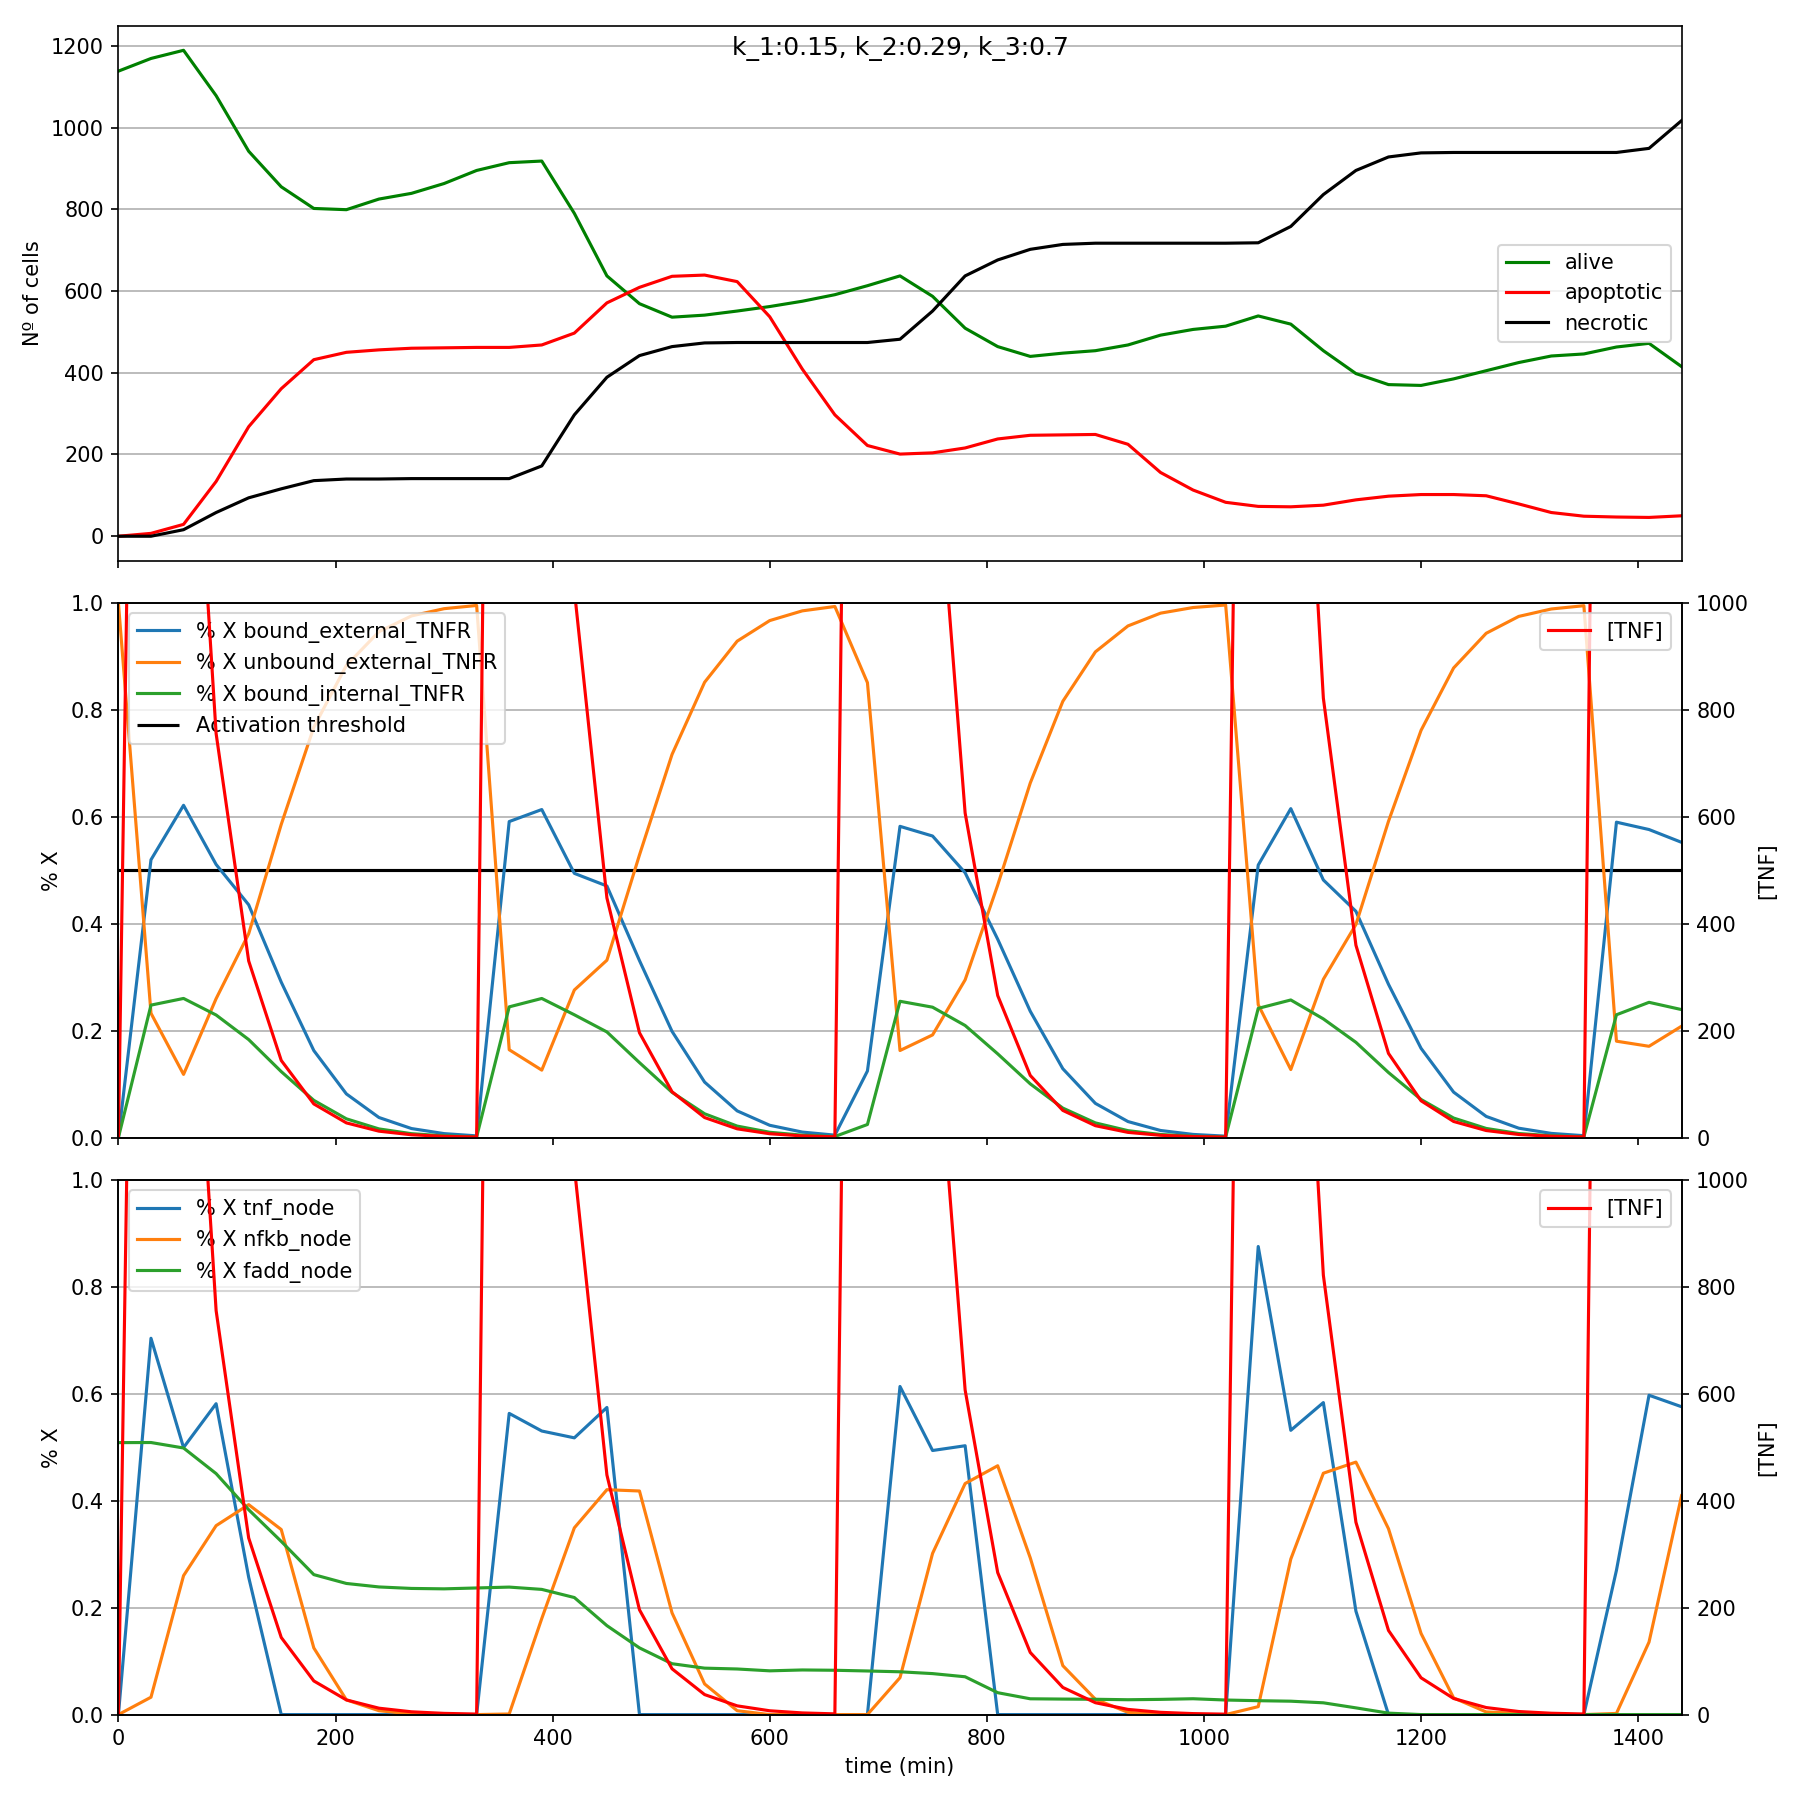 k_1:0.15, k_2:0.29, k_3:0.7
1200
1000
800
600
400
200
0
Nº of cells
alive
apoptotic
necrotic
1.0
0.8
0.6
0.4
0.2
0.0
% X
% X bound_external_TNFR
% X unbound_external_TNFR
% X bound_internal_TNFR
Activation threshold
[TNF]
1000
800
600
400
200
0
[TNF]
1.0
0.8
0.6
0.4
0.2
0.0
% X
% X tnf_node
% X nfkb_node
% X fadd_node
[TNF]
1000
800
600
400
200
0
[TNF]
0 200 400 600 800 1000 1200 1400
time (min)